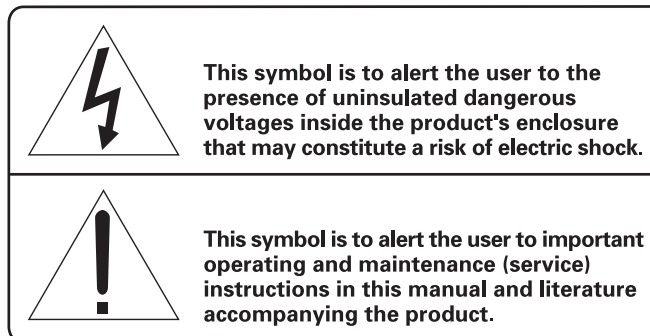 This symbol is to alert the user to the
presence of uninsulated dangerous
voltages inside the product's enclosure
that may constitute a risk of electric shock.
This symbol is to alert the user to important
operating and maintenance (service)
instructions in this manual and literature
accompanying the product.